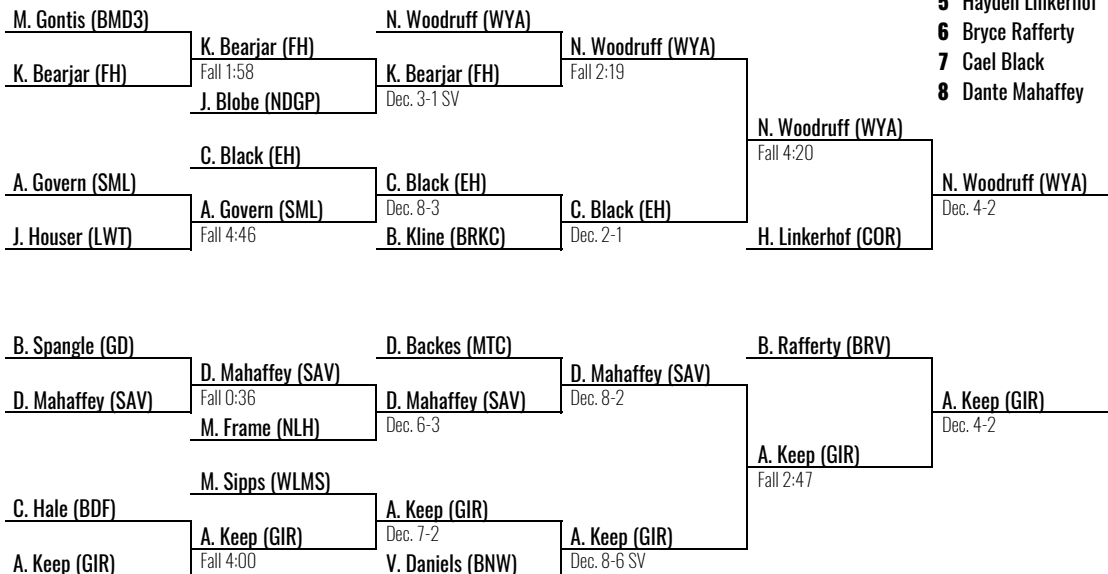 5 Hayden Linkerhof
M. Gontis (BMD3)
N. Woodruff (WYA)
6 Bryce Rafferty
K. Bearjar (FH)
N. Woodruff (WYA)
K. Bearjar (FH)
Fall 1:58
K. Bearjar (FH)
Fall 2:19
7 Cael Black
J. Blobe (NDGP)
Dec. 3-1 SV
8 Dante Mahaffey
N. Woodruff (WYA)
C. Black (EH)
Fall 4:20
A. Govern (SML)
C. Black (EH)
N. Woodruff (WYA)
A. Govern (SML)
Dec. 8-3
C. Black (EH)
Dec. 4-2
J. Houser (LWT)
Fall 4:46
B. Kline (BRKC)
Dec. 2-1
H. Linkerhof (COR)
B. Spangle (GD)
D. Backes (MTC)
B. Rafferty (BRV)
D. Mahaffey (SAV)
D. Mahaffey (SAV)
D. Mahaffey (SAV)
Fall 0:36
D. Mahaffey (SAV)
Dec. 8-2
A. Keep (GIR)
M. Frame (NLH)
Dec. 6-3
Dec. 4-2
A. Keep (GIR)
M. Sipps (WLMS)
Fall 2:47
C. Hale (BDF)
A. Keep (GIR)
A. Keep (GIR)
Dec. 7-2
A. Keep (GIR)
A. Keep (GIR)
Fall 4:00
V. Daniels (BNW)
Dec. 8-6 SV